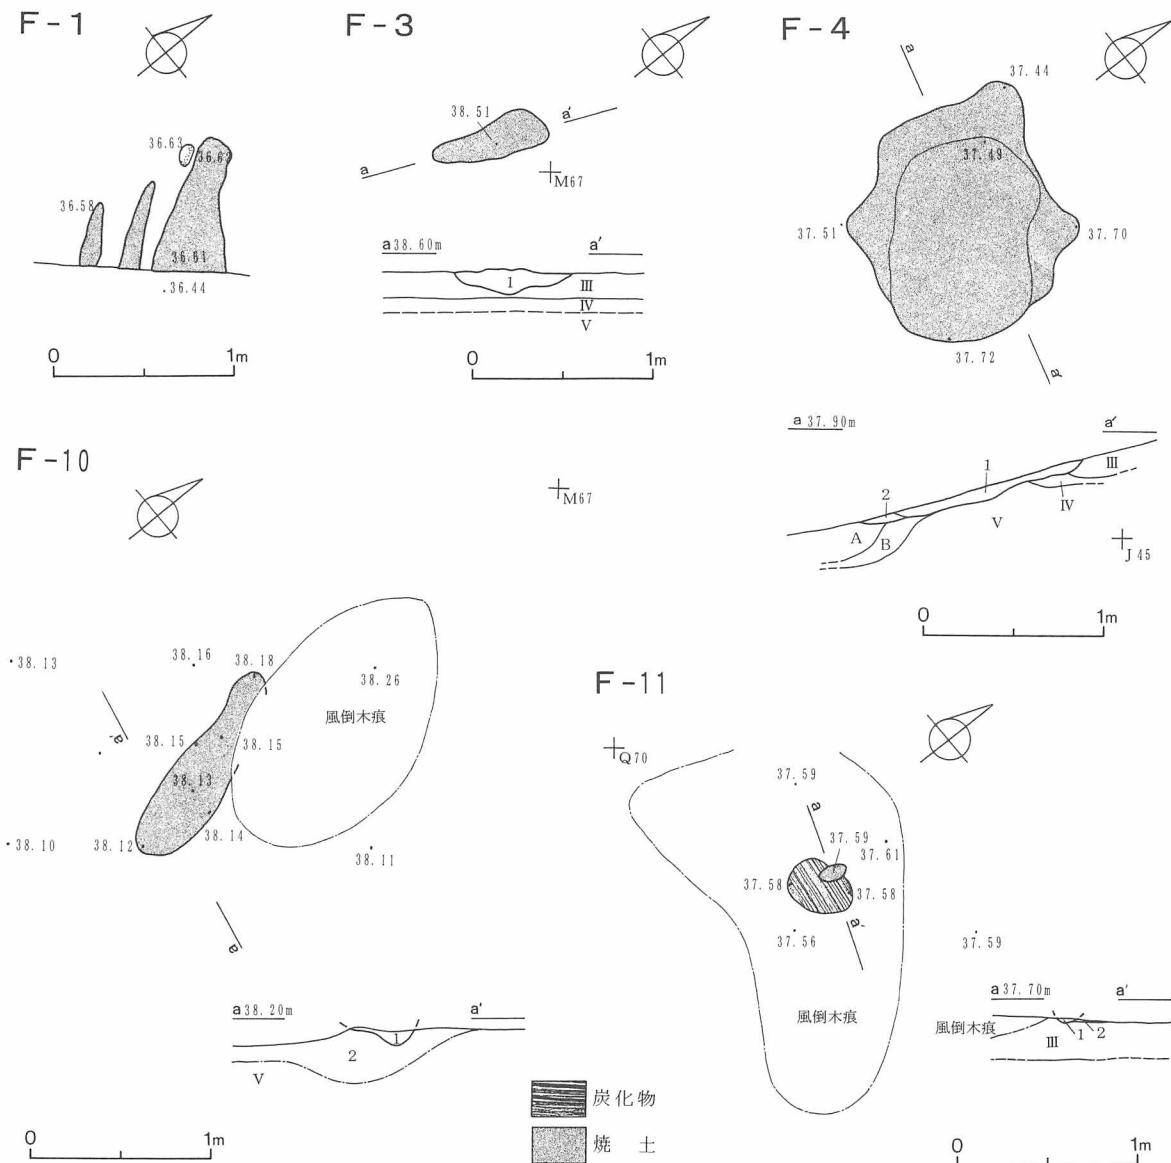 F-1
36.63
36.62
36.58
36.61
36.44
0 1m
F-3
38.51
a a'
M67
a 38.60m a'
1
III
IV
V
0 1m
F-4
a
37.44
37.49
37.51
37.70
37.72
a'
a 37.90m a'
1
2
III
IV
V
A B
J45
0 1m
F-10
M67
38.13
38.16
38.18
38.26
風倒木痕
a'
38.15
38.15
38.13
38.14
38.12
38.10
38.11
a
a 38.20m a'
1
2
V
0 1m
F-11
Q70
37.59
a
37.59
37.61
37.58
37.58
a'
37.56
37.59
風倒木痕
a 37.70m a'
風倒木痕
III 1 2
0 1m
炭化物
焼 土